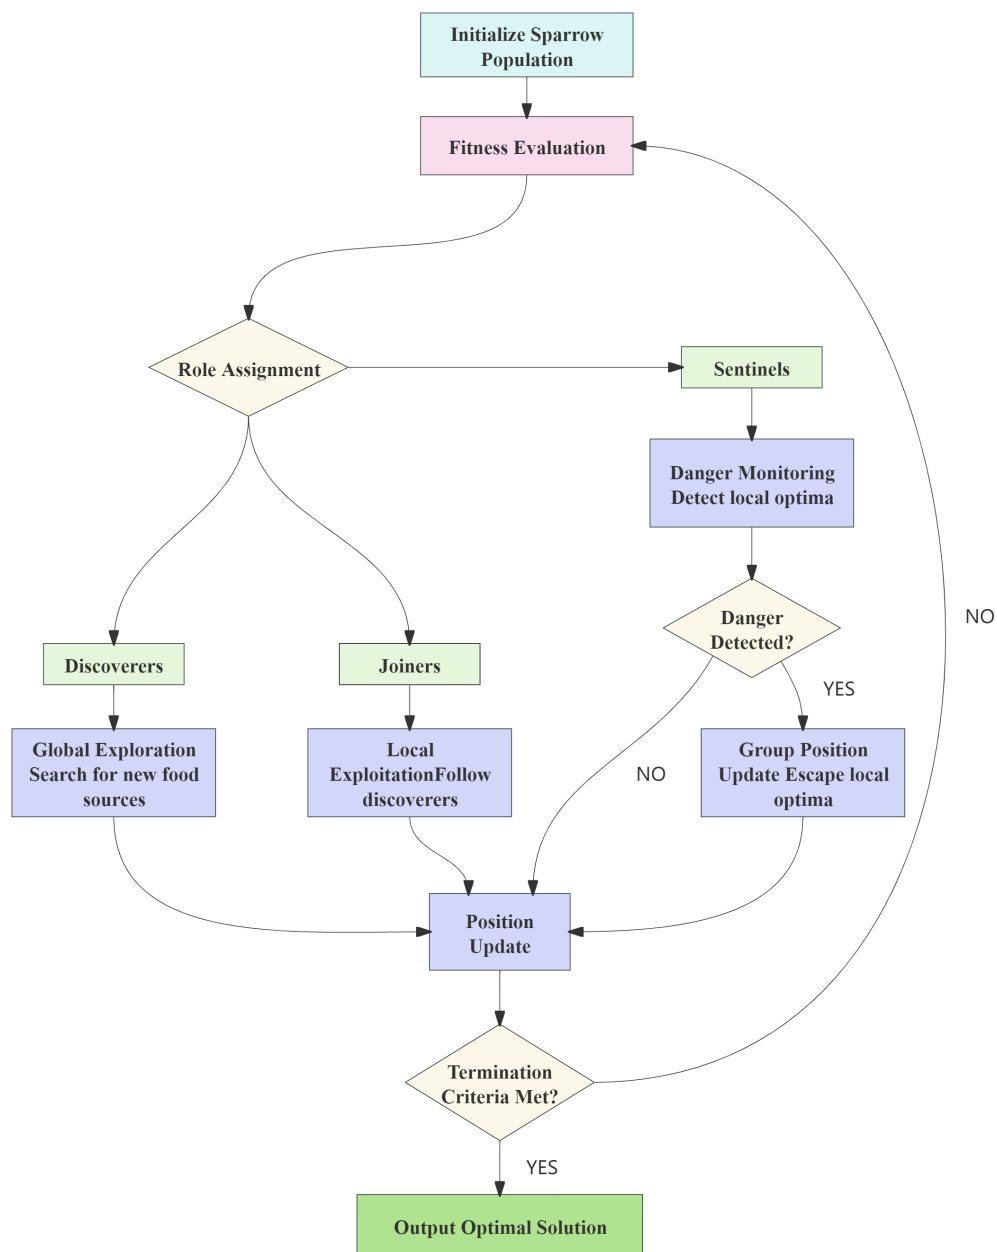 Initialize Sparrow
Population
Fitness Evaluation
Role Assignment
Sentinels
Danger Monitoring
Detect local optima
Danger
Detected?
NO
YES
Discoverers
Joiners
Global Exploration
Search for new food
sources
Local
ExploitationFollow
discoverers
NO
Group Position
Update Escape local
optima
Position
Update
Termination
Criteria Met?
YES
Output Optimal Solution